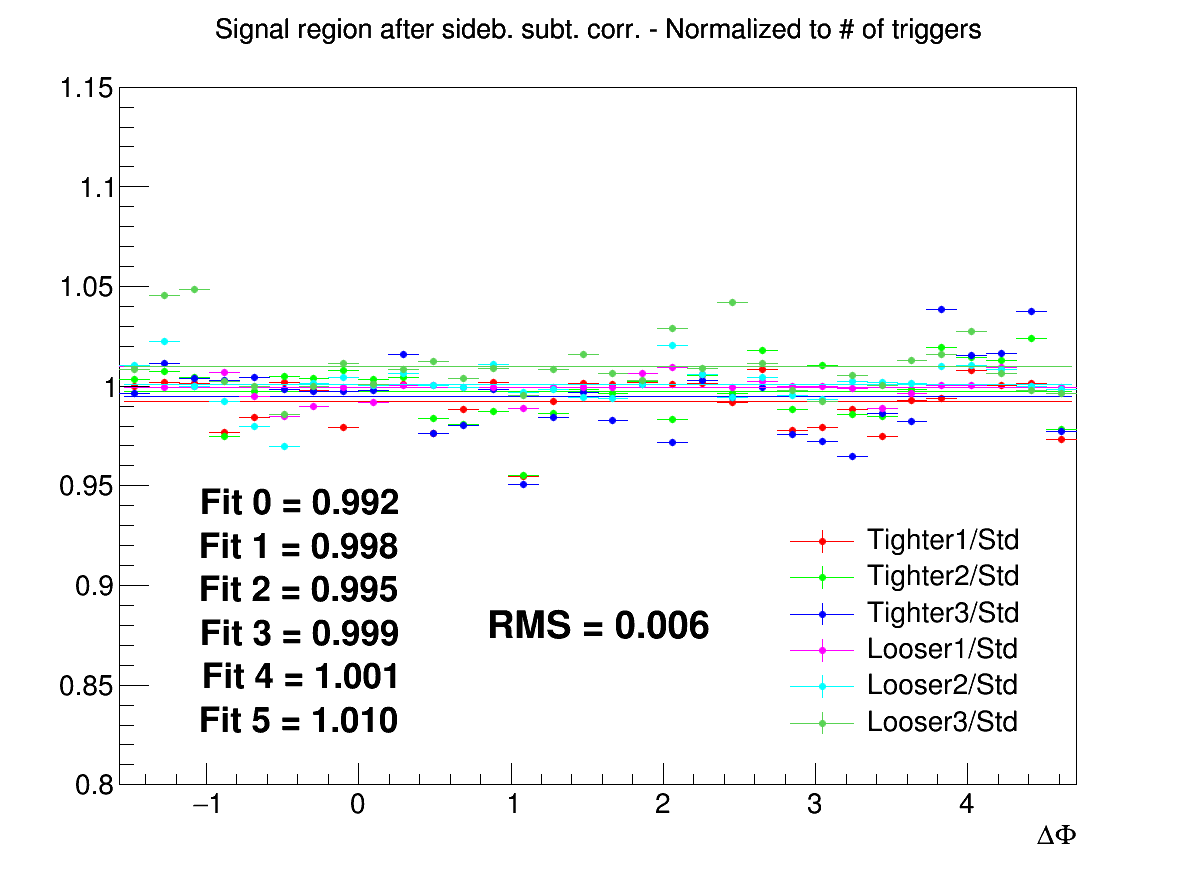 Signal region after sideb. subt. corr. - Normalized to # of triggers
1.15
1.1
1.05
1
0.95
0.9
0.85
0.8
Fit 0 = 0.992
Fit 1 = 0.998
Fit 2 = 0.995
Fit 3 = 0.999
Fit 4 = 1.001
Fit 5 = 1.010
RMS = 0.006
Tighter1/Std
Tighter2/Std
Tighter3/Std
Looser1/Std
Looser2/Std
Looser3/Std
−1 0 1 2 3 4
ΔΦ